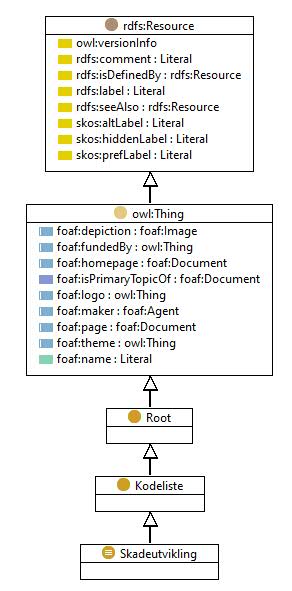 rdfs:Resource
owl:versionInfo
rdfs:comment : Literal
rdfs:isDefinedBy : rdfs:Resource
rdfs:label : Literal
rdfs:seeAlso : rdfs:Resource
skos:altLabel : Literal
skos:hiddenLabel : Literal
skos:prefLabel : Literal
owl:Thing
foaf:depiction : foaf:Image
foaf:fundedBy : owl:Thing
foaf:homepage : foaf:Document
foaf:isPrimaryTopicOf : foaf:Document
foaf:logo : owl:Thing
foaf:maker : foaf:Agent
foaf:page : foaf:Document
foaf:theme : owl:Thing
foaf:name : Literal
Root
Kodeliste
Skadeutvikling